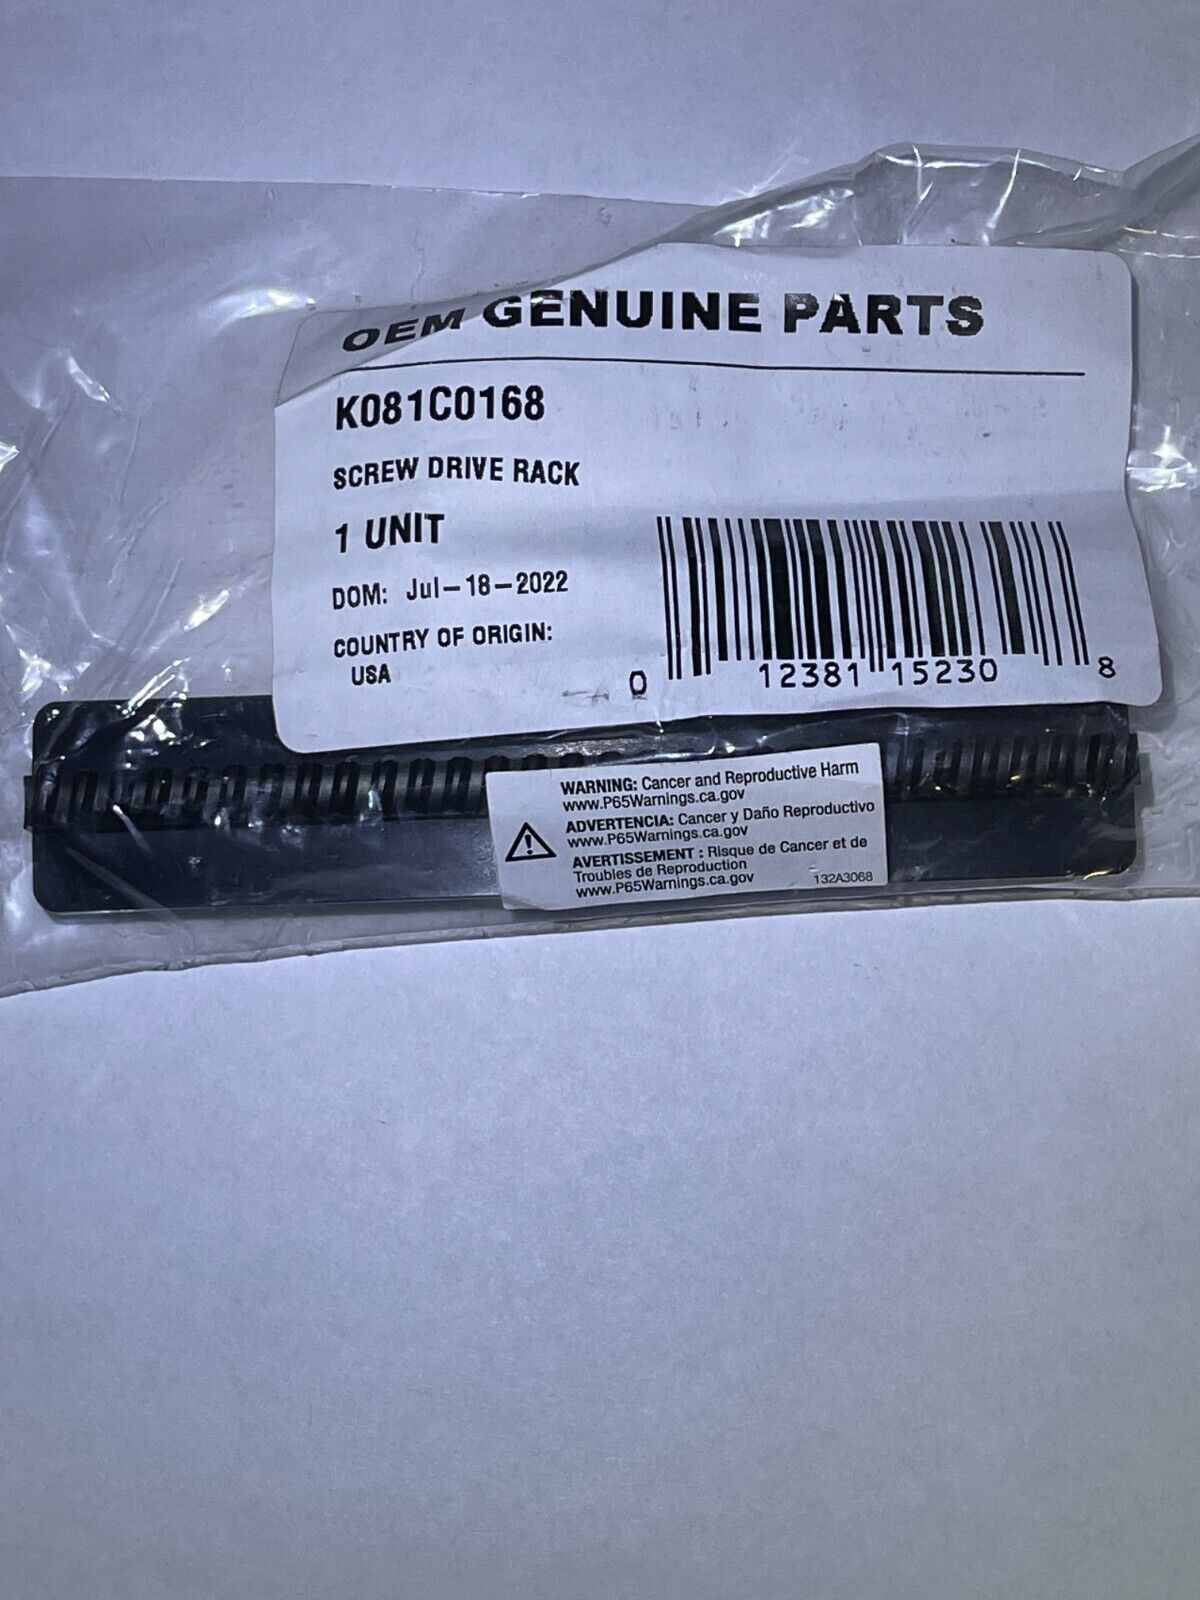 OEM GENUINE PARTS
K081C0168
SCREW DRIVE RACK
1 UNIT
DOM: Jul-18-2022
COUNTRY OF ORIGIN:
USA
0 12381 15230 8
WARNING: Cancer and Reproductive Harm
www.P65Warnings.ca.gov
ADVERTENCIA: Cancer y Daño Reproductivo
www.P65Warnings.ca.gov
AVERTISSEMENT : Risque de Cancer et de
Troubles de Reproduction
www.P65Warnings.ca.gov
132A3068